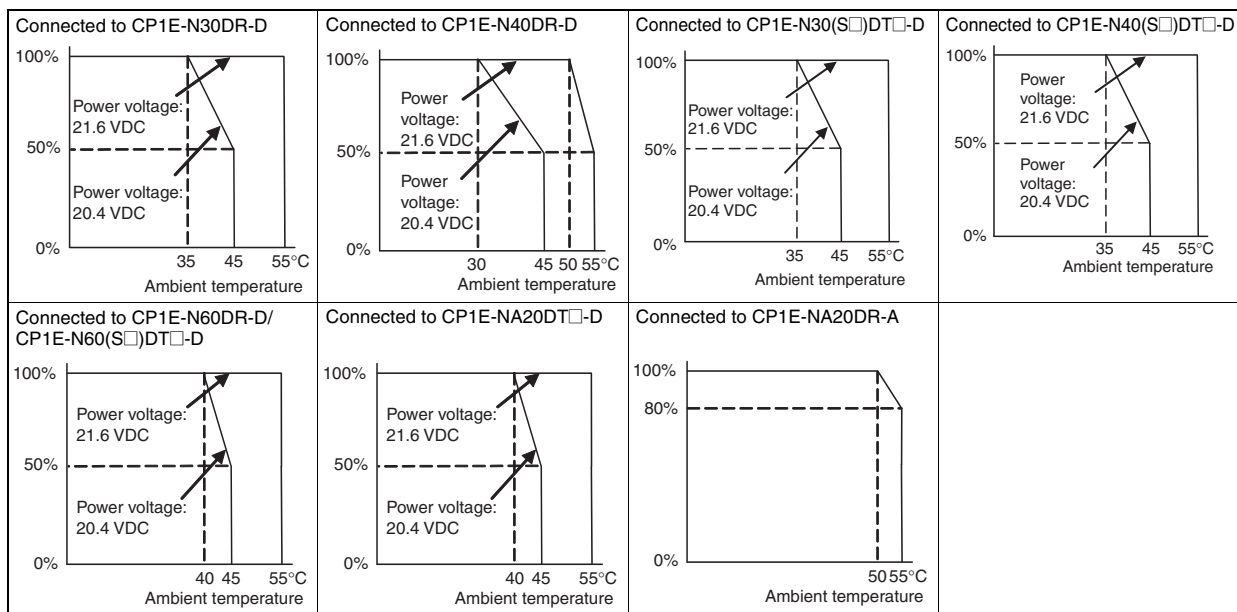 Connected to CP1E-N30DR-D
100%
Power voltage:
21.6 VDC
50%
Power voltage:
20.4 VDC
0%
35 45 55°C
Ambient temperature
Connected to CP1E-N40DR-D
100%
Power
voltage:
21.6 VDC
50%
Power
voltage:
20.4 VDC
0%
30 45 50 55°C
Ambient temperature
Connected to CP1E-N30(S□)DT□-D
100%
Power voltage:
21.6 VDC
50%
Power voltage:
20.4 VDC
0%
35 45 55°C
Ambient temperature
Connected to CP1E-N40(S□)DT□-D
100%
Power
voltage:
21.6 VDC
50%
Power
voltage:
20.4 VDC
0%
35 45 55°C
Ambient temperature
Connected to CP1E-N60DR-D/
CP1E-N60(S□)DT□-D
100%
Power voltage:
21.6 VDC
50%
Power voltage:
20.4 VDC
0%
40 45 55°C
Ambient temperature
Connected to CP1E-NA20DT□-D
100%
Power voltage:
21.6 VDC
50%
Power voltage:
20.4 VDC
0%
40 45 55°C
Ambient temperature
Connected to CP1E-NA20DR-A
100%
80%
0%
50 55°C
Ambient temperature